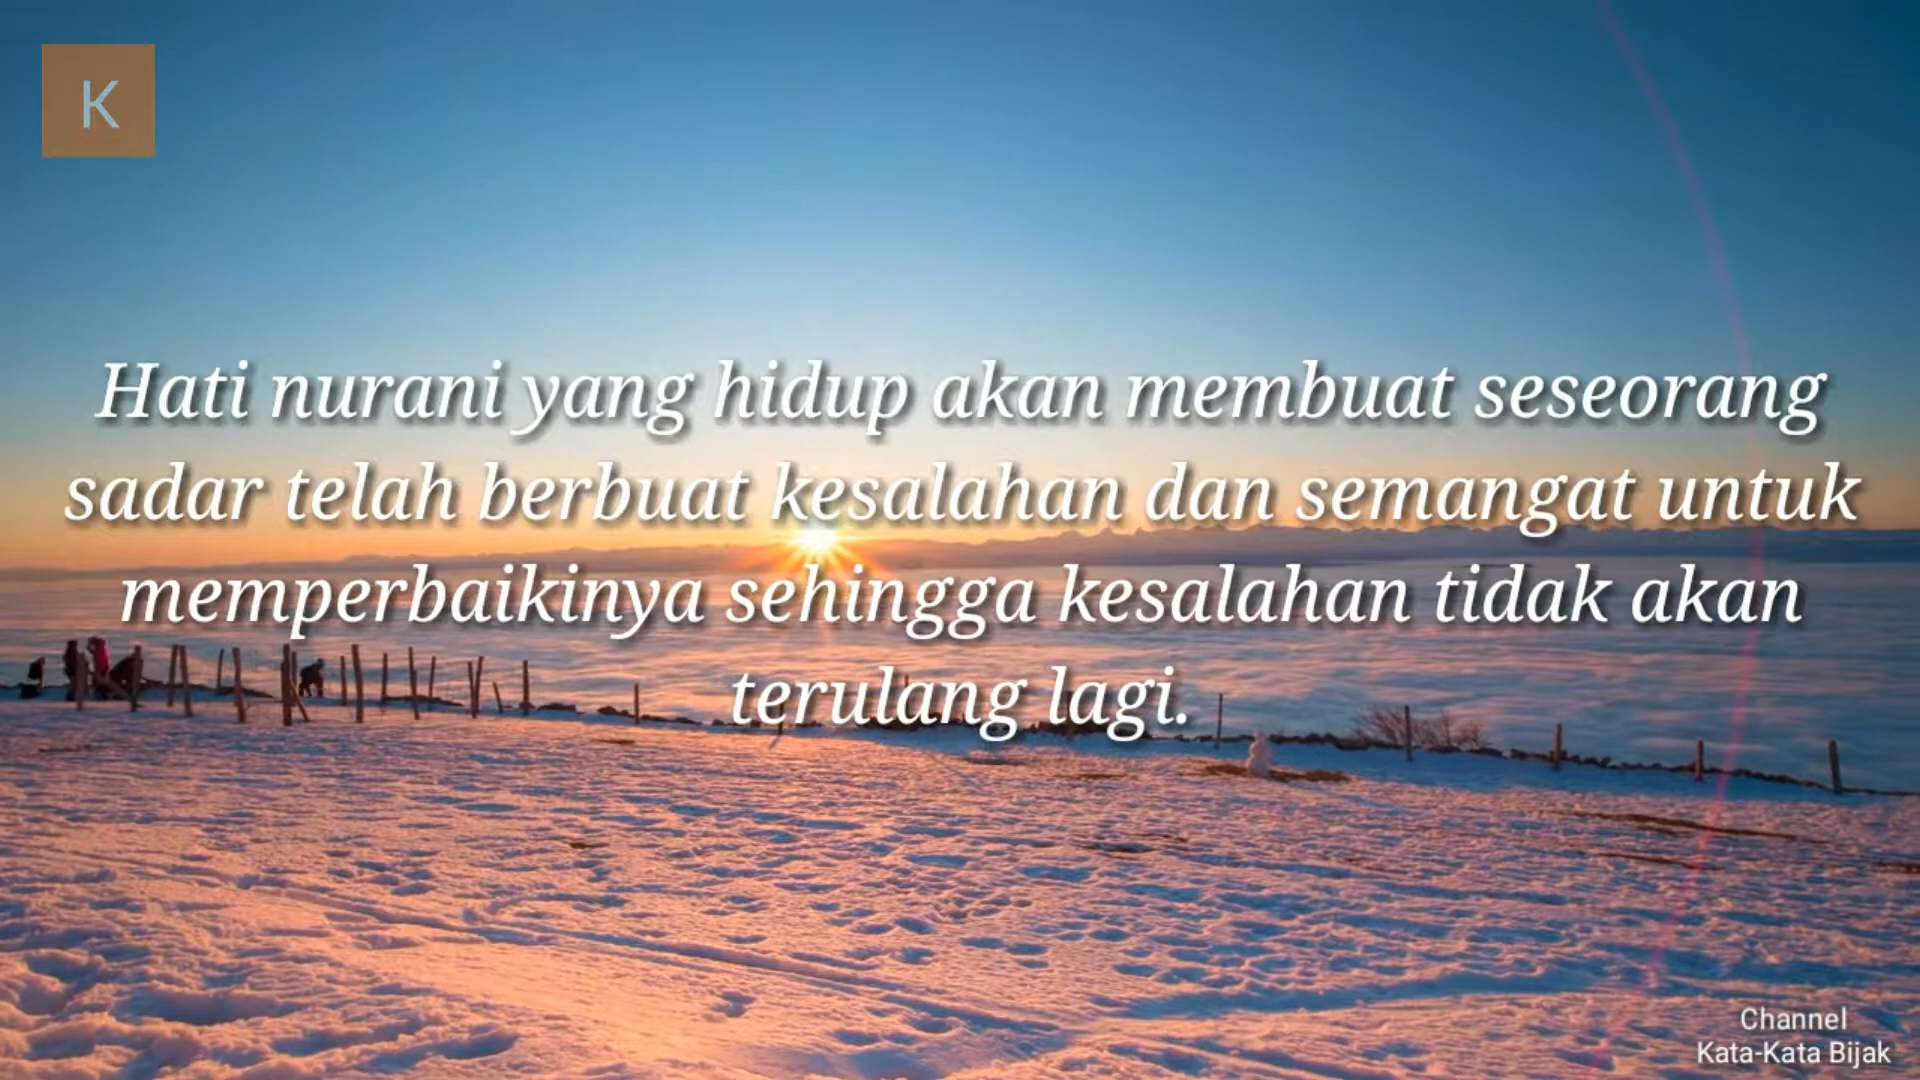 K
Hati nurani yang hidup akan membuat seseorang
sadar telah berbuat kesalahan dan semangat untuk
memperbaikinya sehingga kesalahan tidak akan
terulang lagi.
Channel
Kata-Kata Bijak